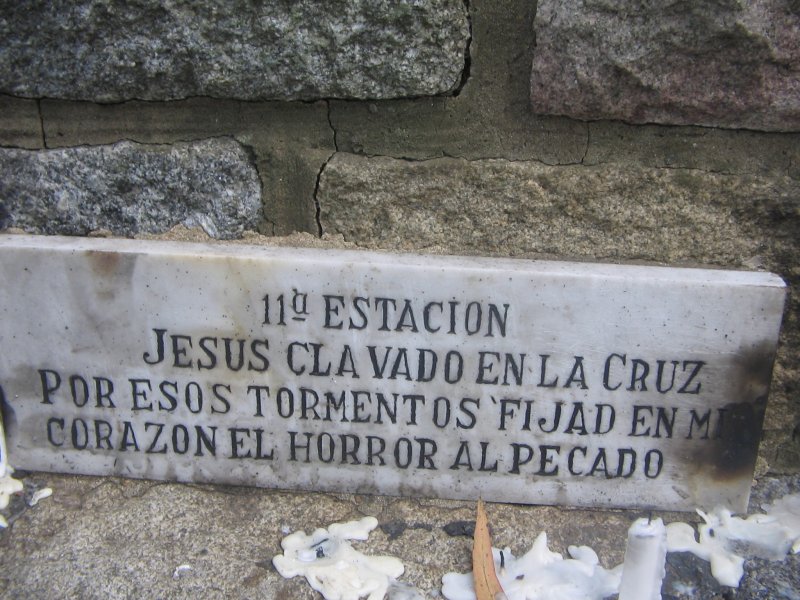 11ª ESTACION
JESUS CLAVADO EN LA CRUZ
POR ESOS TORMENTOS 'FIJAD EN MI
CORAZON EL HORROR AL PECADO